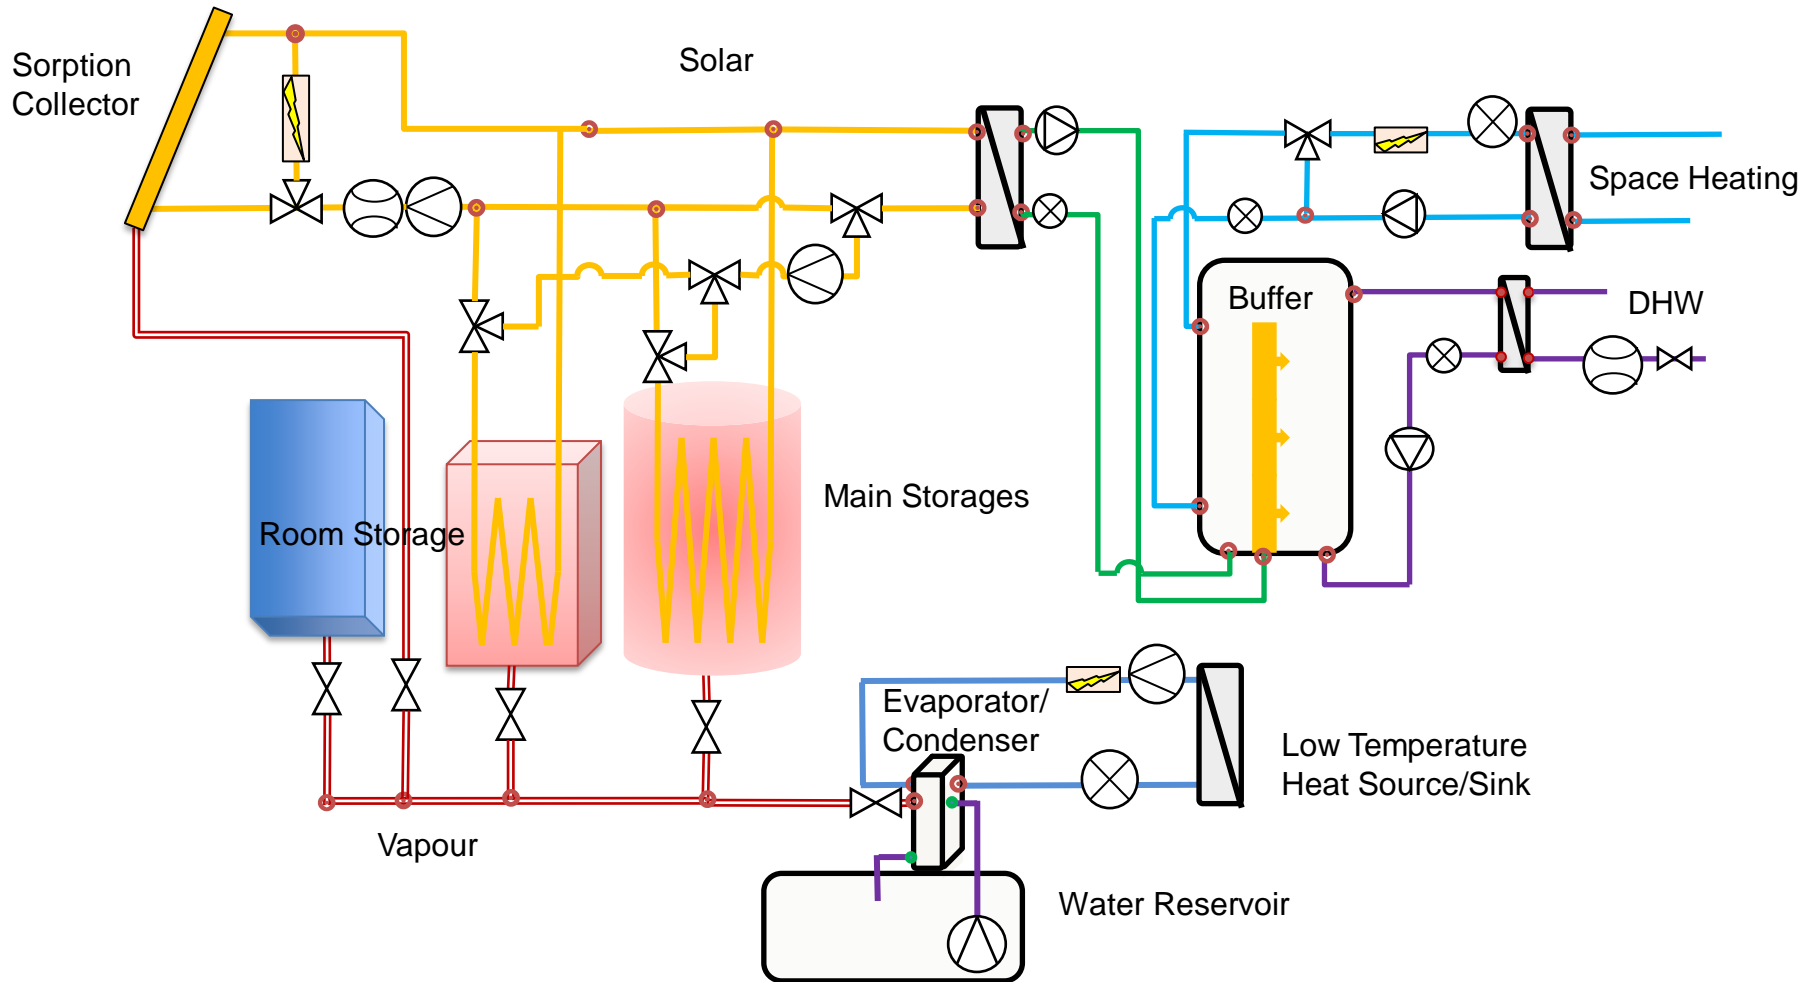 Sorption
Collector
Solar
Space Heating
Buffer
DHW
Main Storages
Room Storage
Evaporator/
Condenser
Low Temperature
Heat Source/Sink
Vapour
Water Reservoir